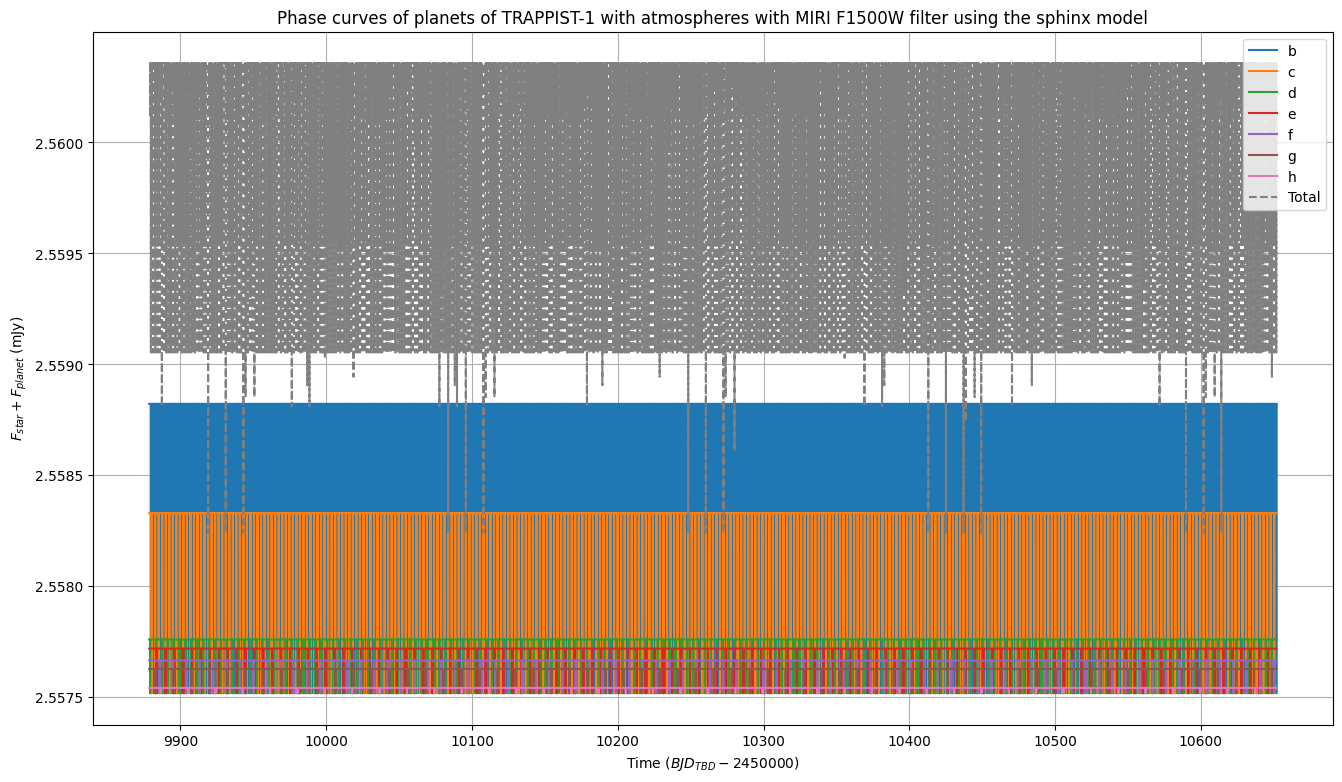 Phase curves of planets of TRAPPIST-1 with atmospheres with MIRI F1500W filter using the sphinx model
b
c
d
e
f
g
h
Total
2.5600
2.5595
2.5590
2.5585
2.5580
2.5575
F_star + F_planet (mJy)
9900 10000 10100 10200 10300 10400 10500 10600
Time (BJD_TBD − 2450000)